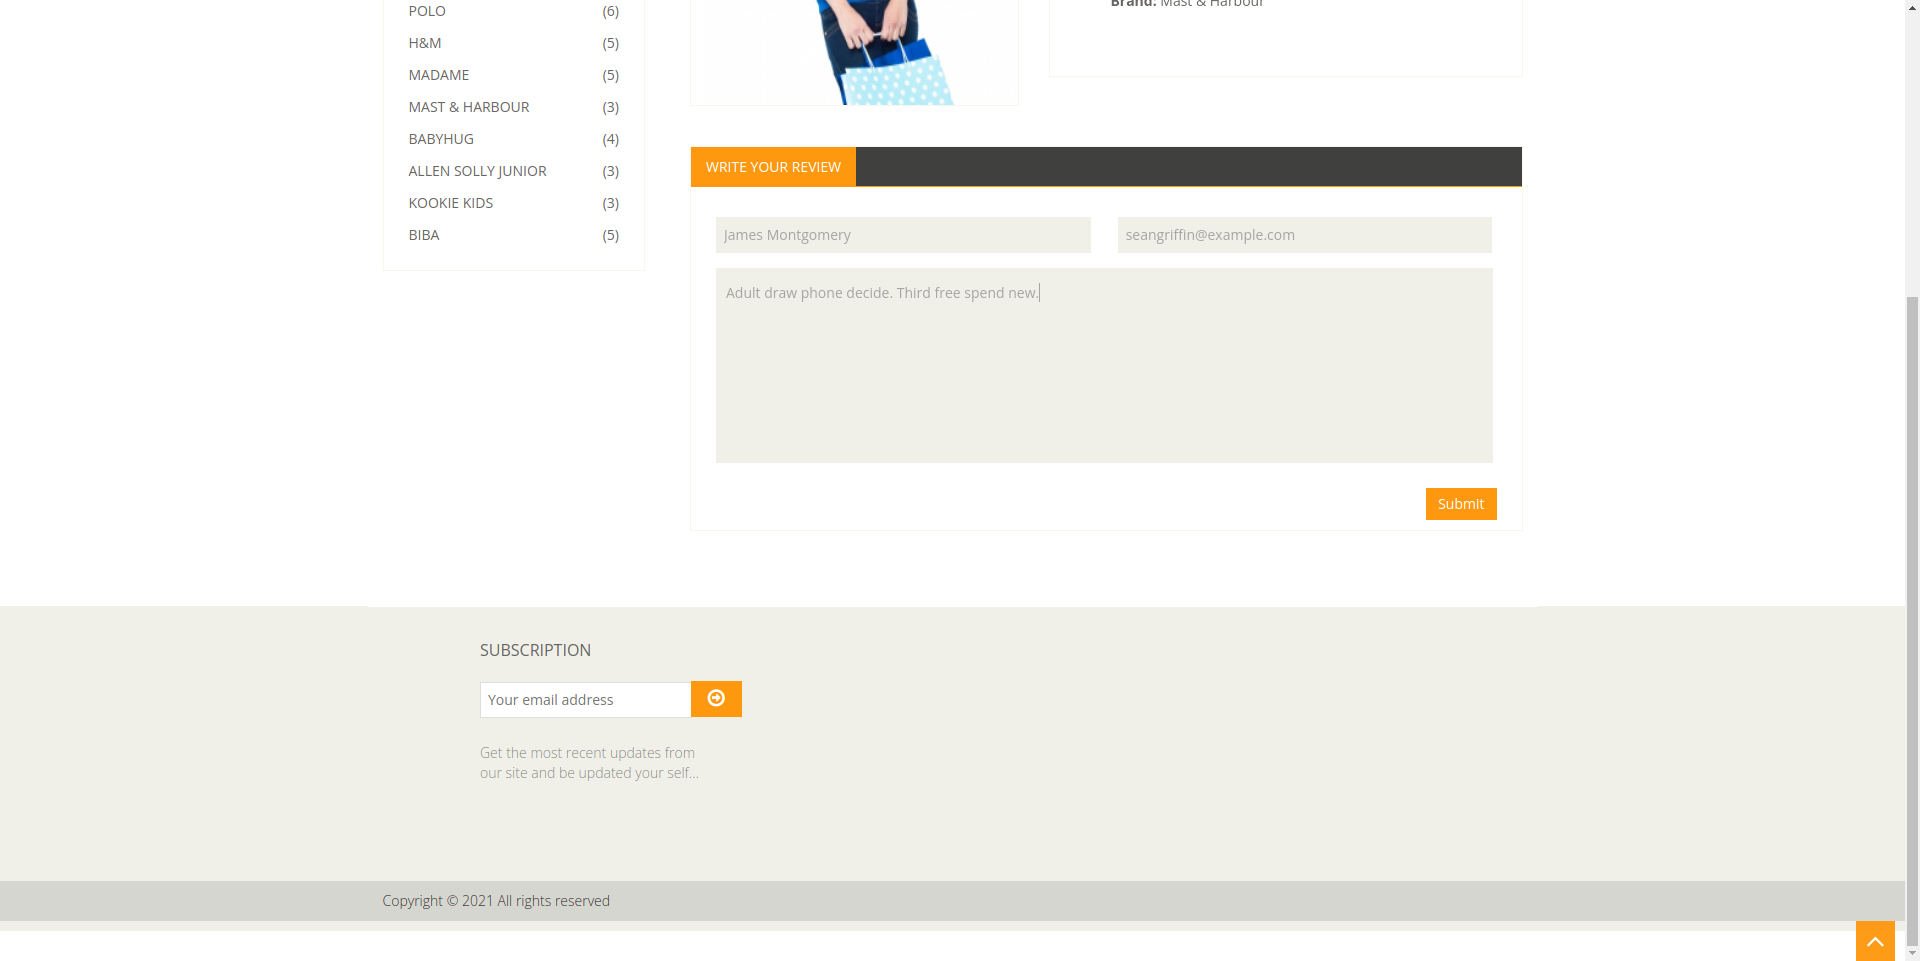 POLO (6)
H&M (5)
MADAME (5)
MAST & HARBOUR (3)
BABYHUG (4)
ALLEN SOLLY JUNIOR (3)
KOOKIE KIDS (3)
BIBA (5)
Brand: Mast & Harbour
WRITE YOUR REVIEW
James Montgomery
seangriffin@example.com
Adult draw phone decide. Third free spend new.
Submit
SUBSCRIPTION
Your email address
Get the most recent updates from
our site and be updated your self...
Copyright © 2021 All rights reserved